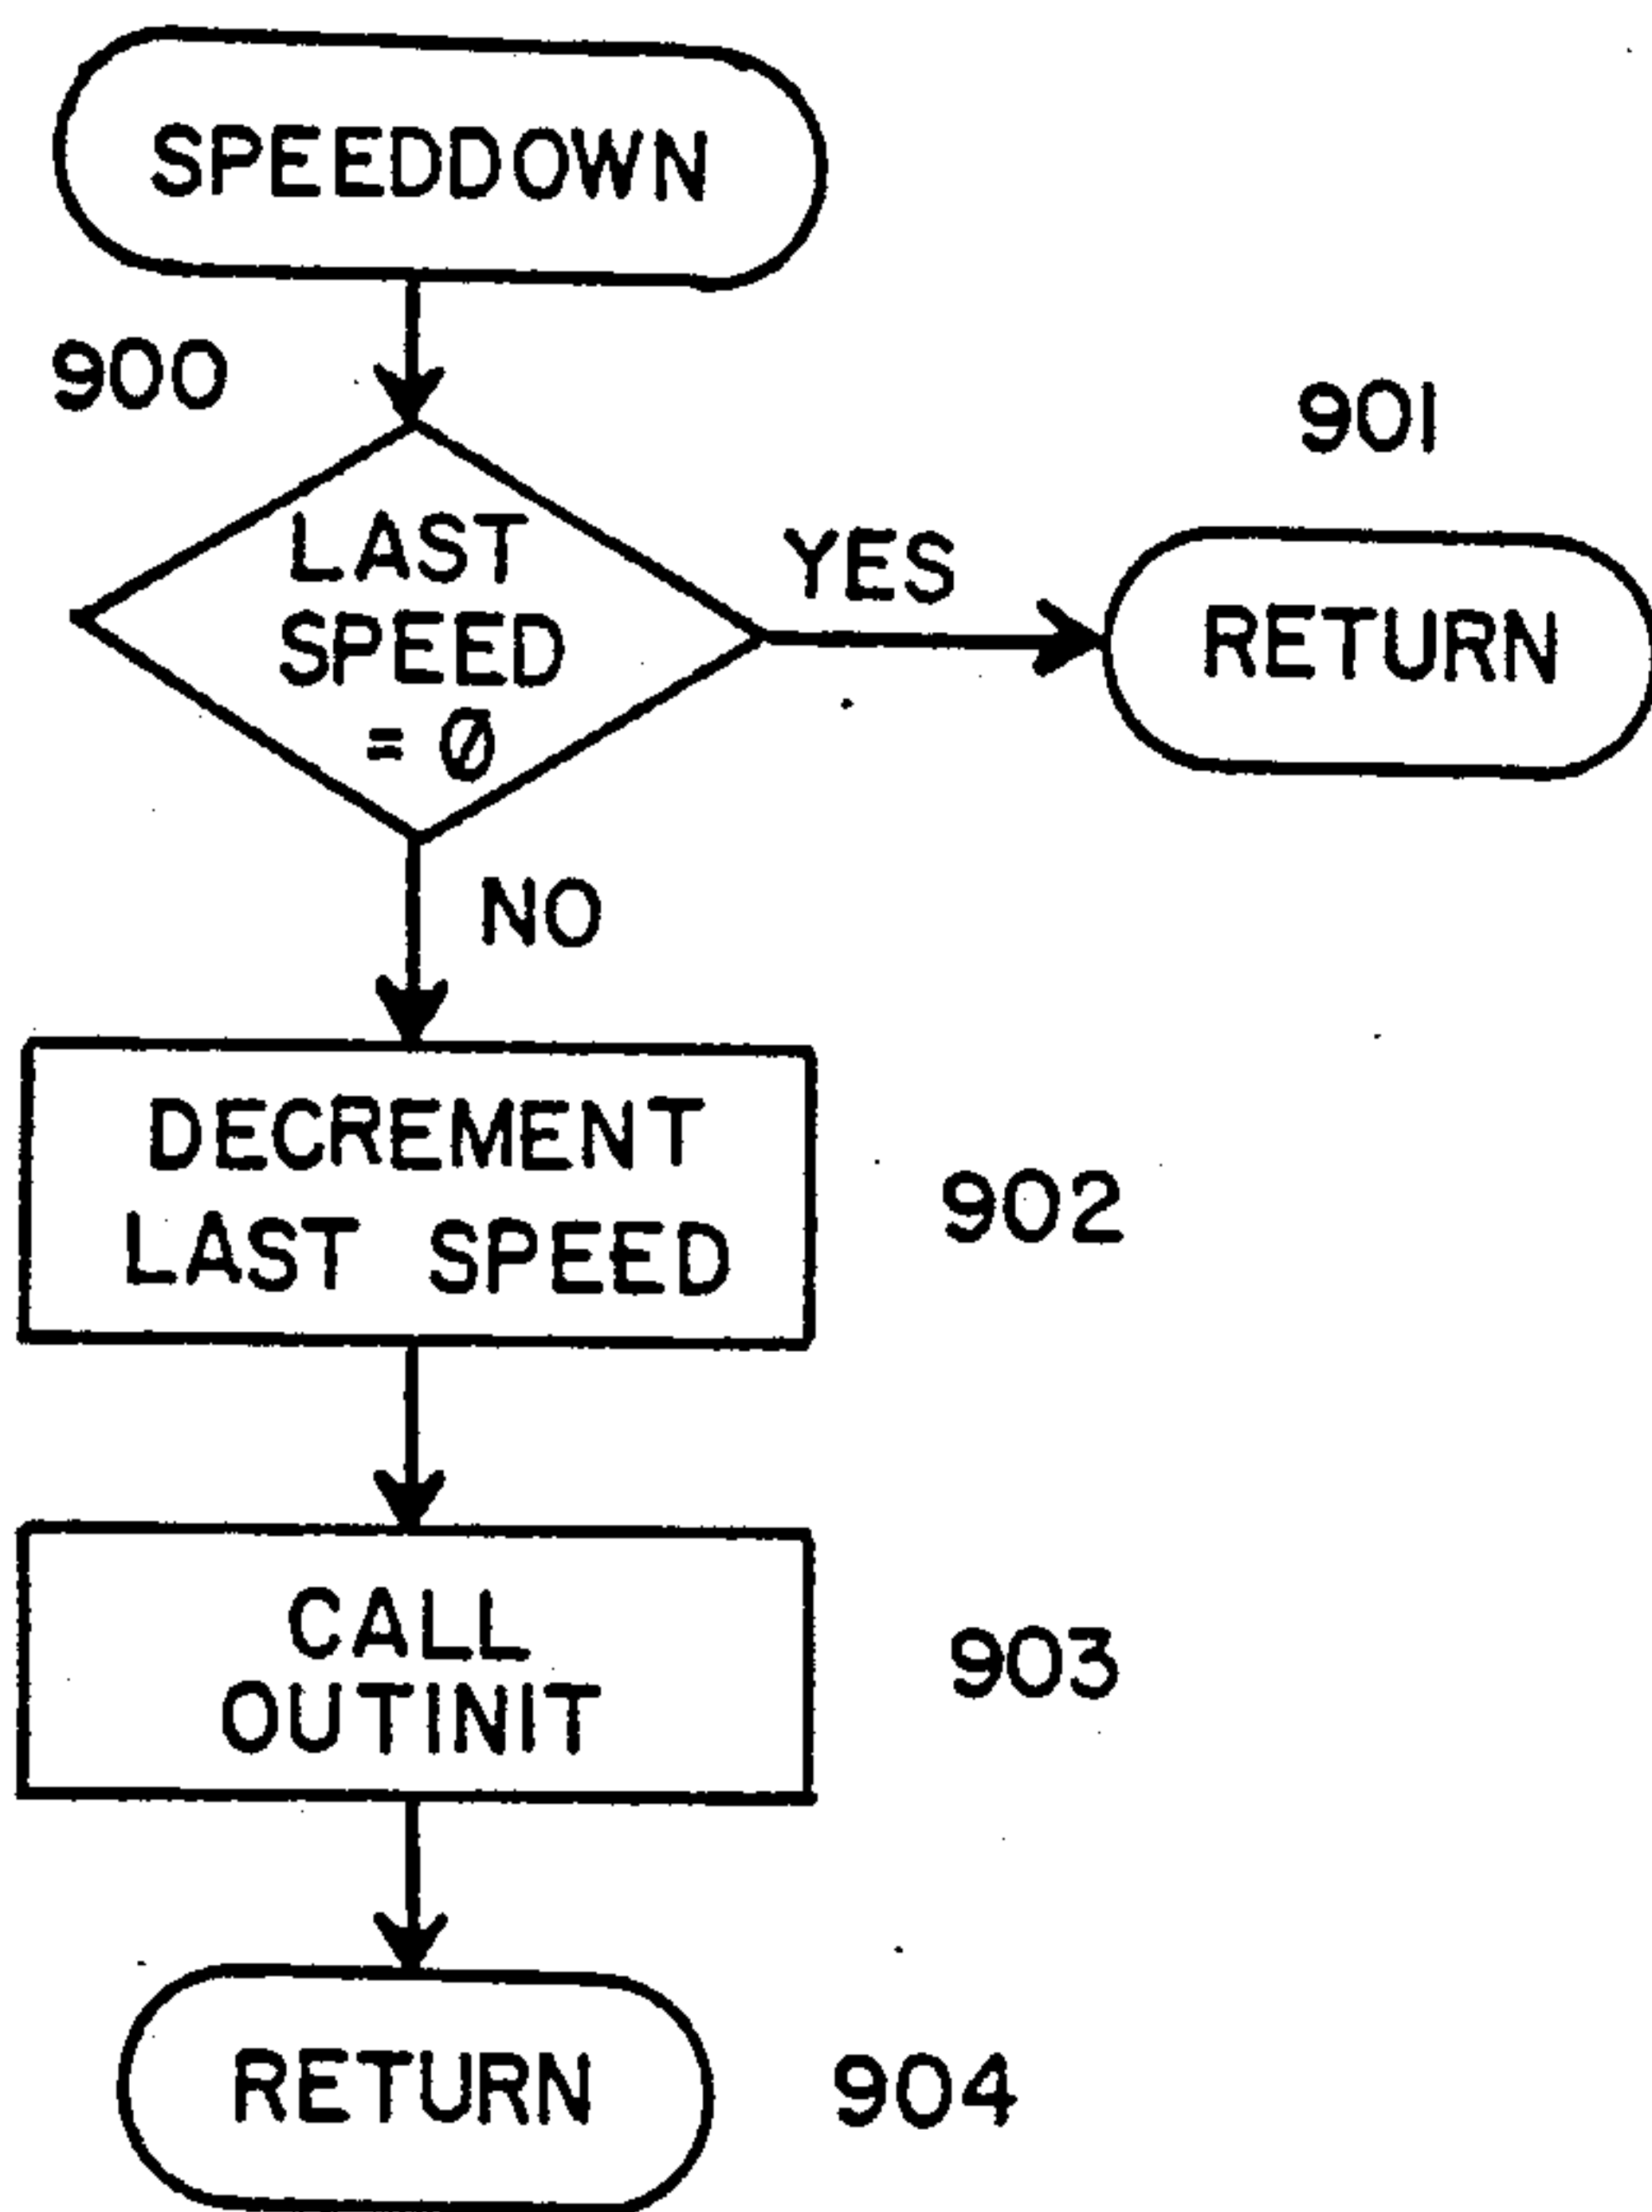 SPEEDDOWN
900
901
LAST
SPEED
= Ø
YES
RETURN
NO
DECREMENT
LAST SPEED
902
CALL
OUTINIT
903
RETURN
904